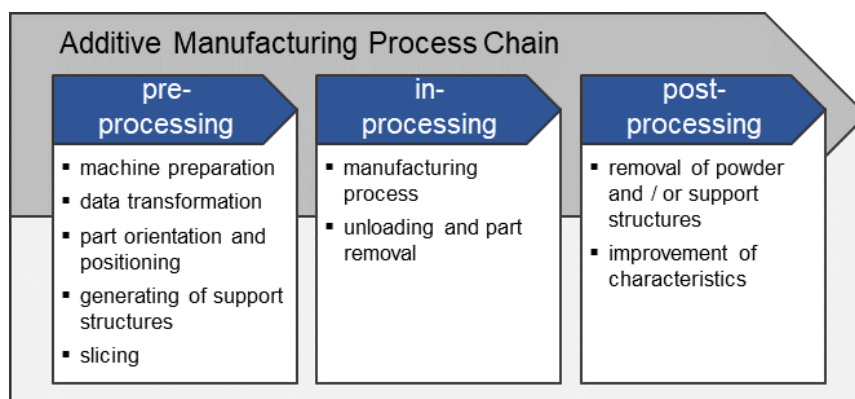 Additive Manufacturing Process Chain
pre-
processing
▪ machine preparation
▪ data transformation
▪ part orientation and
positioning
▪ generating of support
structures
▪ slicing
in-
processing
▪ manufacturing
process
▪ unloading and part
removal
post-
processing
▪ removal of powder
and / or support
structures
▪ improvement of
characteristics